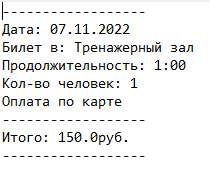 ------------------
Дата: 07.11.2022
Билет в: Тренажерный зал
Продолжительность: 1:00
Кол-во человек: 1
Оплата по карте
------------------
Итого: 150.0руб.
------------------